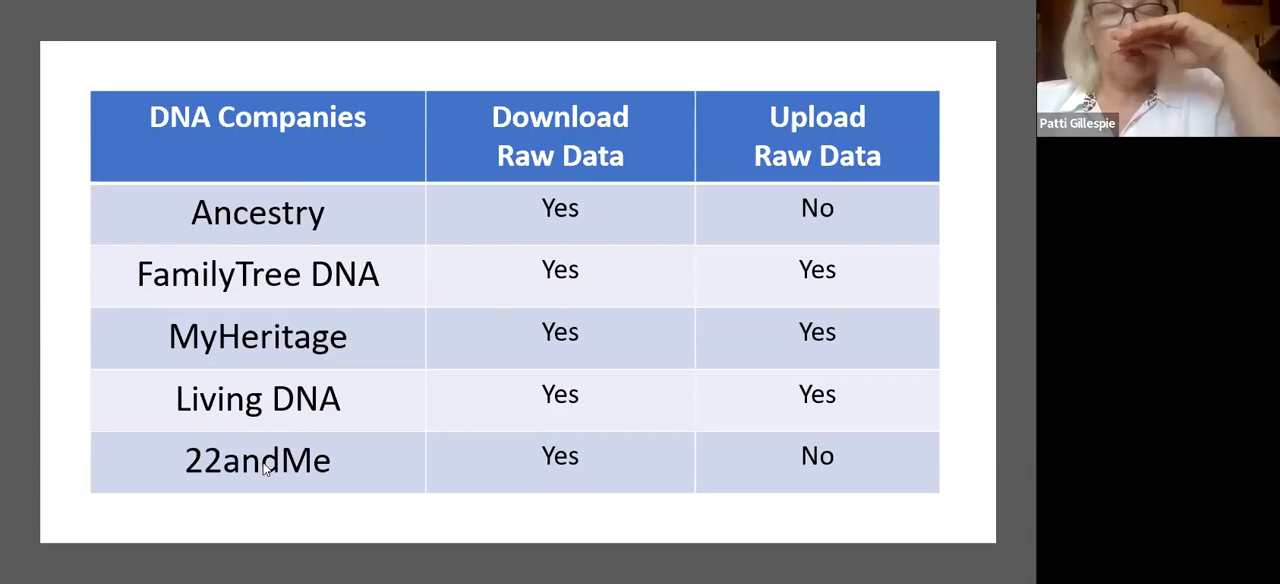 DNA Companies
Download
Raw Data
Upload
Raw Data
Ancestry
Yes
No
FamilyTree DNA
Yes
Yes
MyHeritage
Yes
Yes
Living DNA
Yes
Yes
22andMe
Yes
No
Patti Gillespie